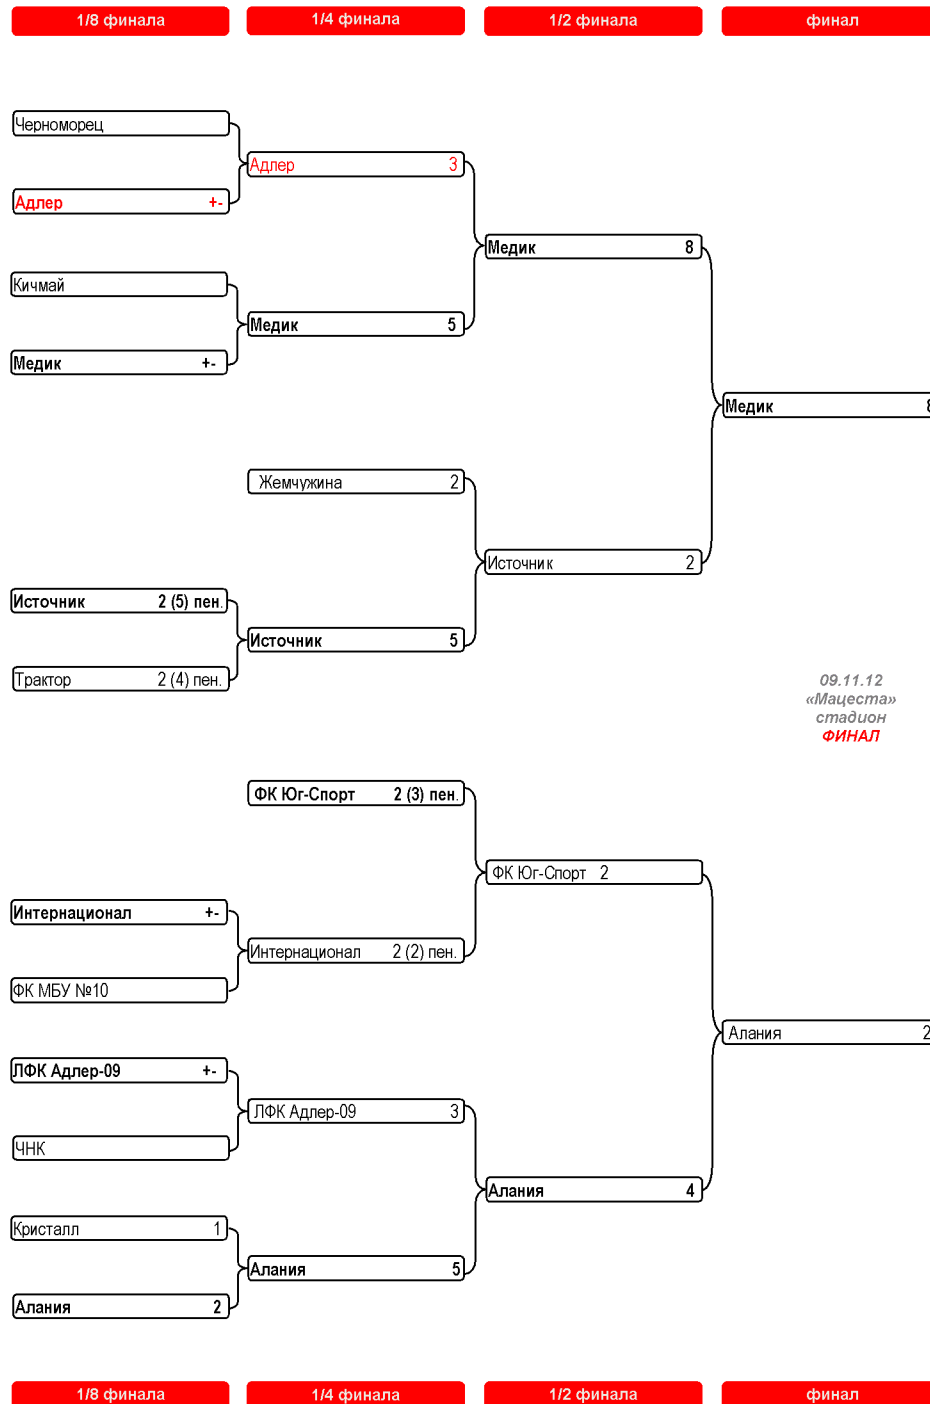 1/8 финала
1/4 финала
1/2 финала
финал
Черноморец
Адлер 3
Адлер +-
Медик 8
Кичмай
Медик 5
Медик +-
Медик 8
Жемчужина 2
Источник 2
Источник 2 (5) пен.
Источник 5
Трактор 2 (4) пен.
09.11.12
«Мацеста»
стадион
ФИНАЛ
ФК Юг-Спорт 2 (3) пен.
ФК Юг-Спорт 2
Интернационал +-
Интернационал 2 (2) пен.
ФК МБУ №10
Алания 2
ЛФК Адлер-09 +-
ЛФК Адлер-09 3
ЧНК
Алания 4
Кристалл 1
Алания 5
Алания 2
1/8 финала
1/4 финала
1/2 финала
финал